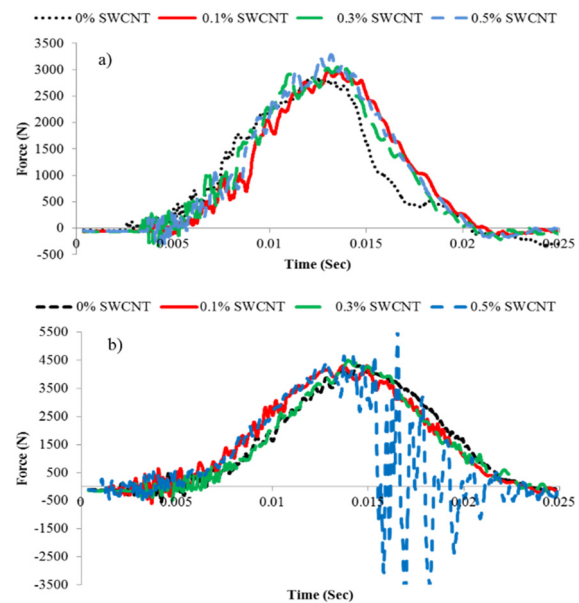 0% SWCNT 0.1% SWCNT 0.3% SWCNT 0.5% SWCNT
a)
3500
3000
2500
2000
1500
1000
500
0
-500
Force (N)
0 0.005 0.01 0.015 0.02 0.025
Time (Sec)
0% SWCNT 0.1% SWCNT 0.3% SWCNT 0.5% SWCNT
b)
5500
4500
3500
2500
1500
500
-500
-1500
-2500
-3500
Force (N)
0 0.005 0.01 0.015 0.02 0.025
Time (Sec)